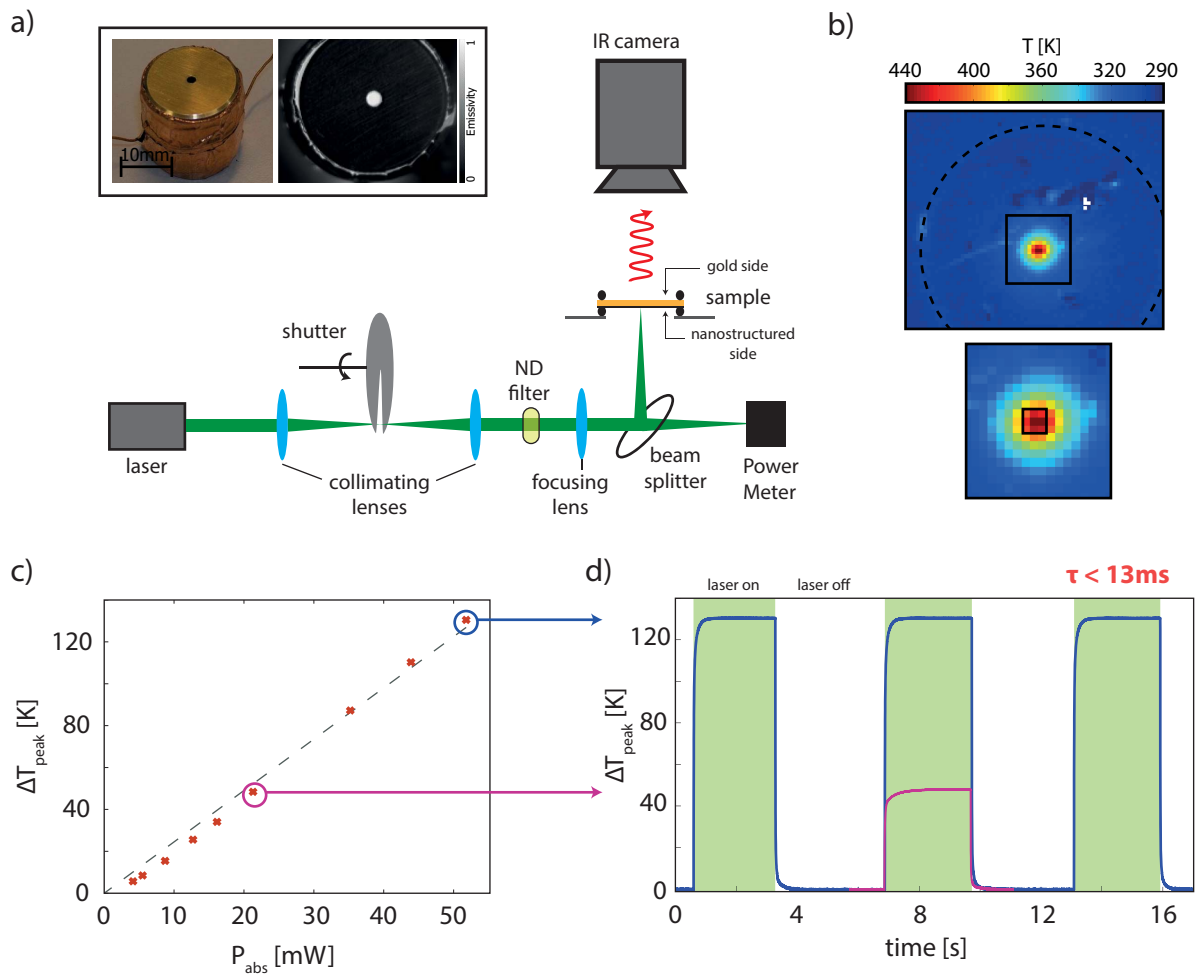 a)
10mm
1
Emissivity
0
IR camera
gold side
sample
nanostructured
side
shutter
ND
filter
laser
collimating
lenses
focusing
lens
beam
splitter
Power
Meter
b)
T [K]
440 400 360 320 290
c)
120
80
40
0
ΔT_peak [K]
0 10 20 30 40 50
P_abs [mW]
d)
laser on laser off
τ < 13ms
120
80
40
0
ΔT_peak [K]
0 4 8 12 16
time [s]